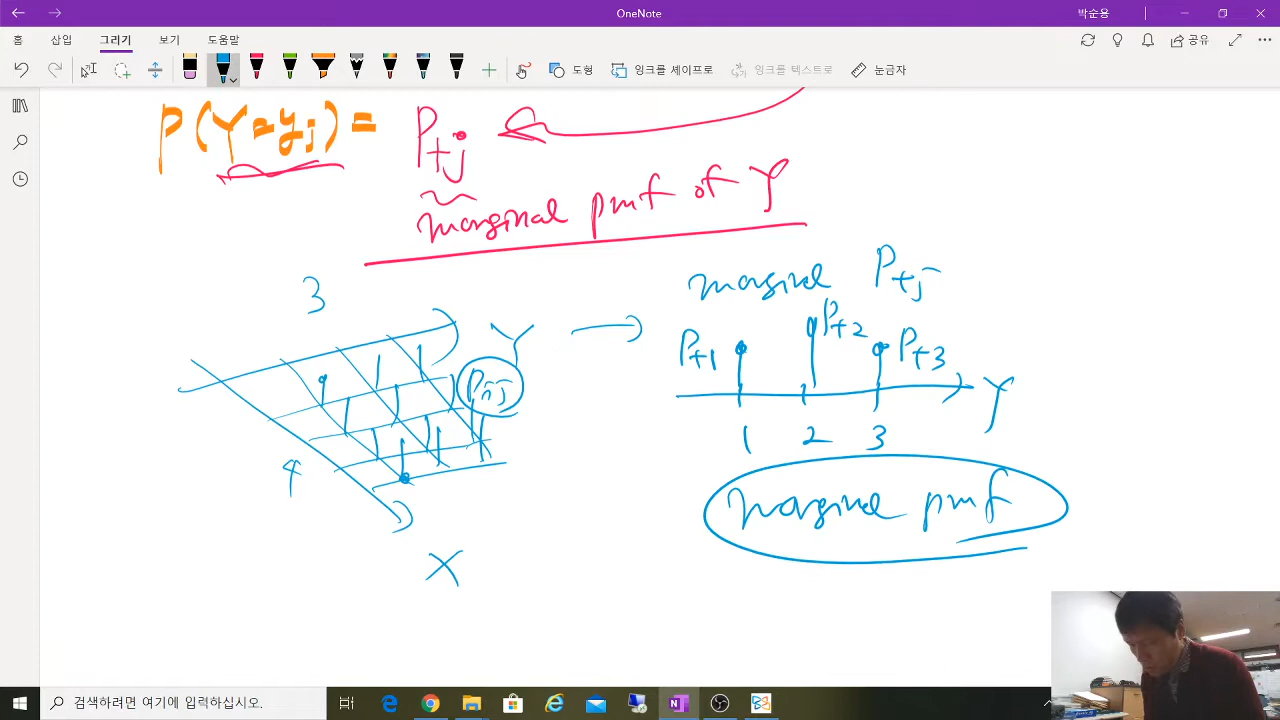 OneNote
박순용
홈 삽입 그리기 보기 도움말
공유
도형 잉크를 셰이프로 잉크를 텍스트로 눈금자
P(Y=yj) = P+j
marginal pmf of Y
3
marginal P+j
Y
Pij
P+1 P+2 P+3
Y
1 2 3
4
marginal pmf
X
검색하려면 여기에 입력하십시오.